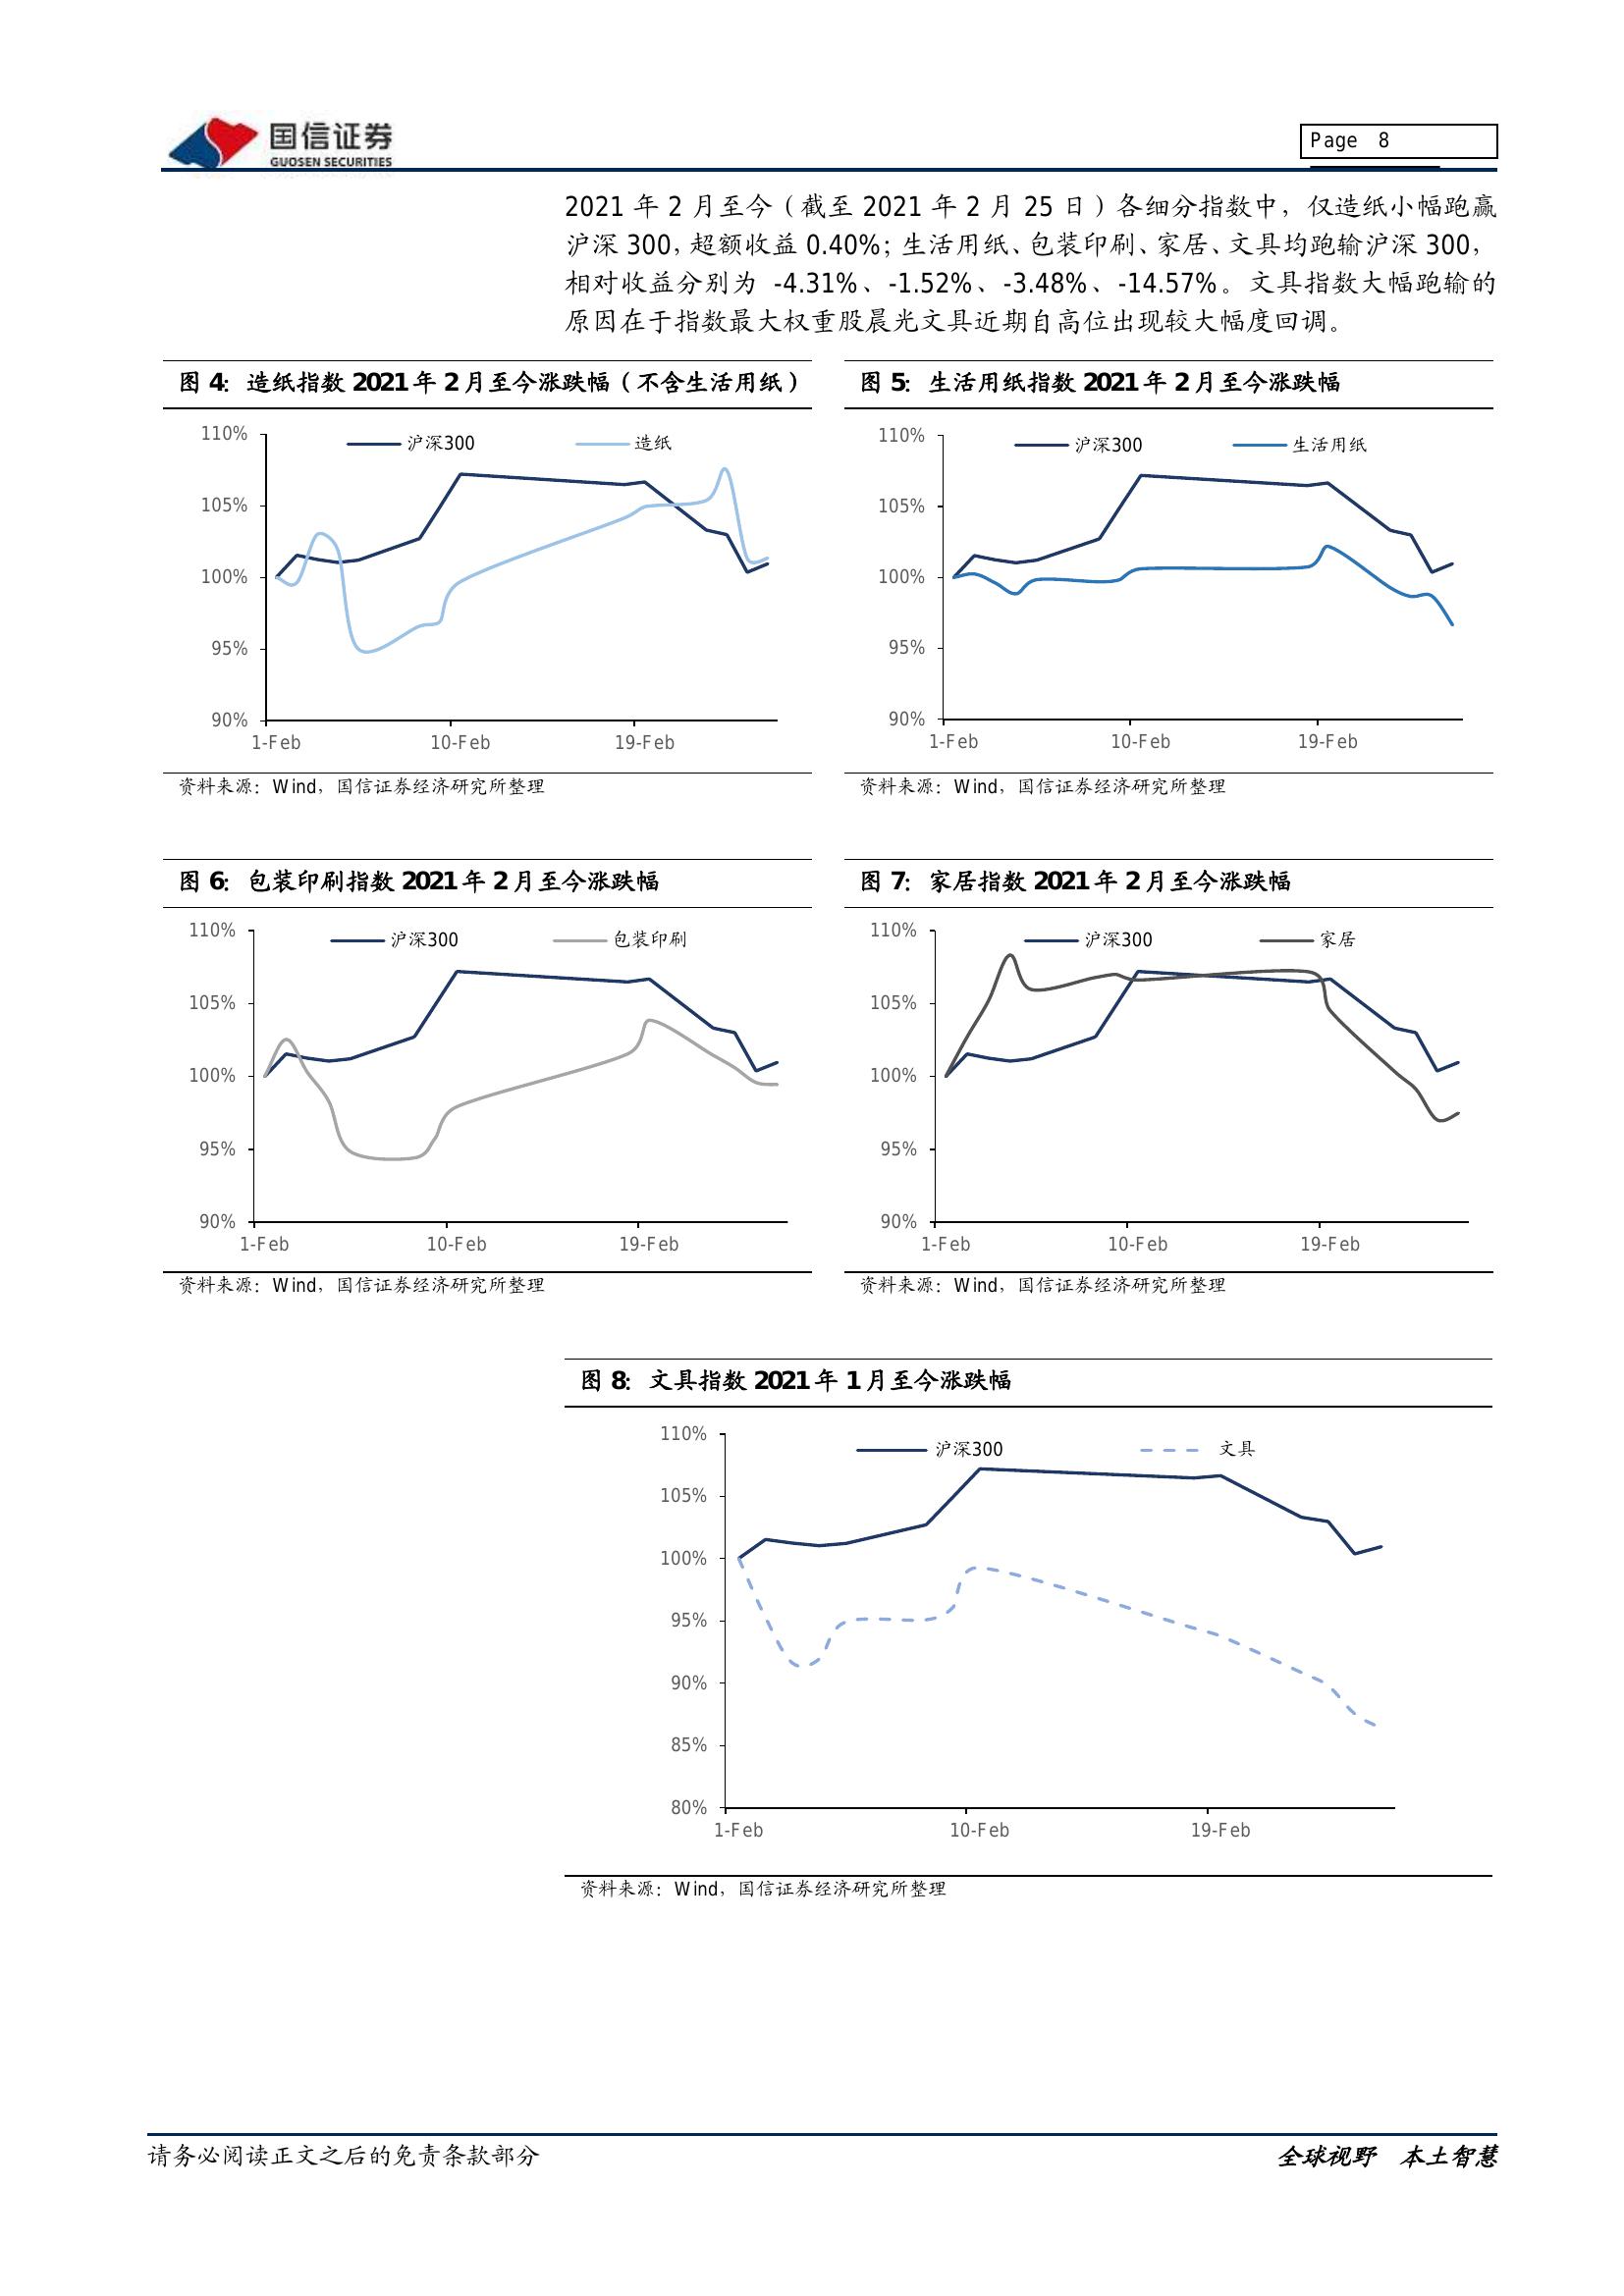 国信证券
GUOSEN SECURITIES
Page 8
2021 年 2 月至今（截至 2021 年 2 月 25 日）各细分指数中，仅造纸小幅跑赢
沪深 300，超额收益 0.40%；生活用纸、包装印刷、家居、文具均跑输沪深 300，
相对收益分别为 -4.31%、-1.52%、-3.48%、-14.57%。文具指数大幅跑输的
原因在于指数最大权重股晨光文具近期自高位出现较大幅度回调。
图 4：造纸指数 2021 年 2 月至今涨跌幅（不含生活用纸）
110%
沪深300
造纸
105%
100%
95%
90%
1-Feb
10-Feb
19-Feb
资料来源：Wind，国信证券经济研究所整理
图 5：生活用纸指数 2021 年 2 月至今涨跌幅
110%
沪深300
生活用纸
105%
100%
95%
90%
1-Feb
10-Feb
19-Feb
资料来源：Wind，国信证券经济研究所整理
图 6：包装印刷指数 2021 年 2 月至今涨跌幅
110%
沪深300
包装印刷
105%
100%
95%
90%
1-Feb
10-Feb
19-Feb
资料来源：Wind，国信证券经济研究所整理
图 7：家居指数 2021 年 2 月至今涨跌幅
110%
沪深300
家居
105%
100%
95%
90%
1-Feb
10-Feb
19-Feb
资料来源：Wind，国信证券经济研究所整理
图 8：文具指数 2021 年 1 月至今涨跌幅
110%
沪深300
文具
105%
100%
95%
90%
85%
80%
1-Feb
10-Feb
19-Feb
资料来源：Wind，国信证券经济研究所整理
请务必阅读正文之后的免责条款部分
全球视野 本土智慧